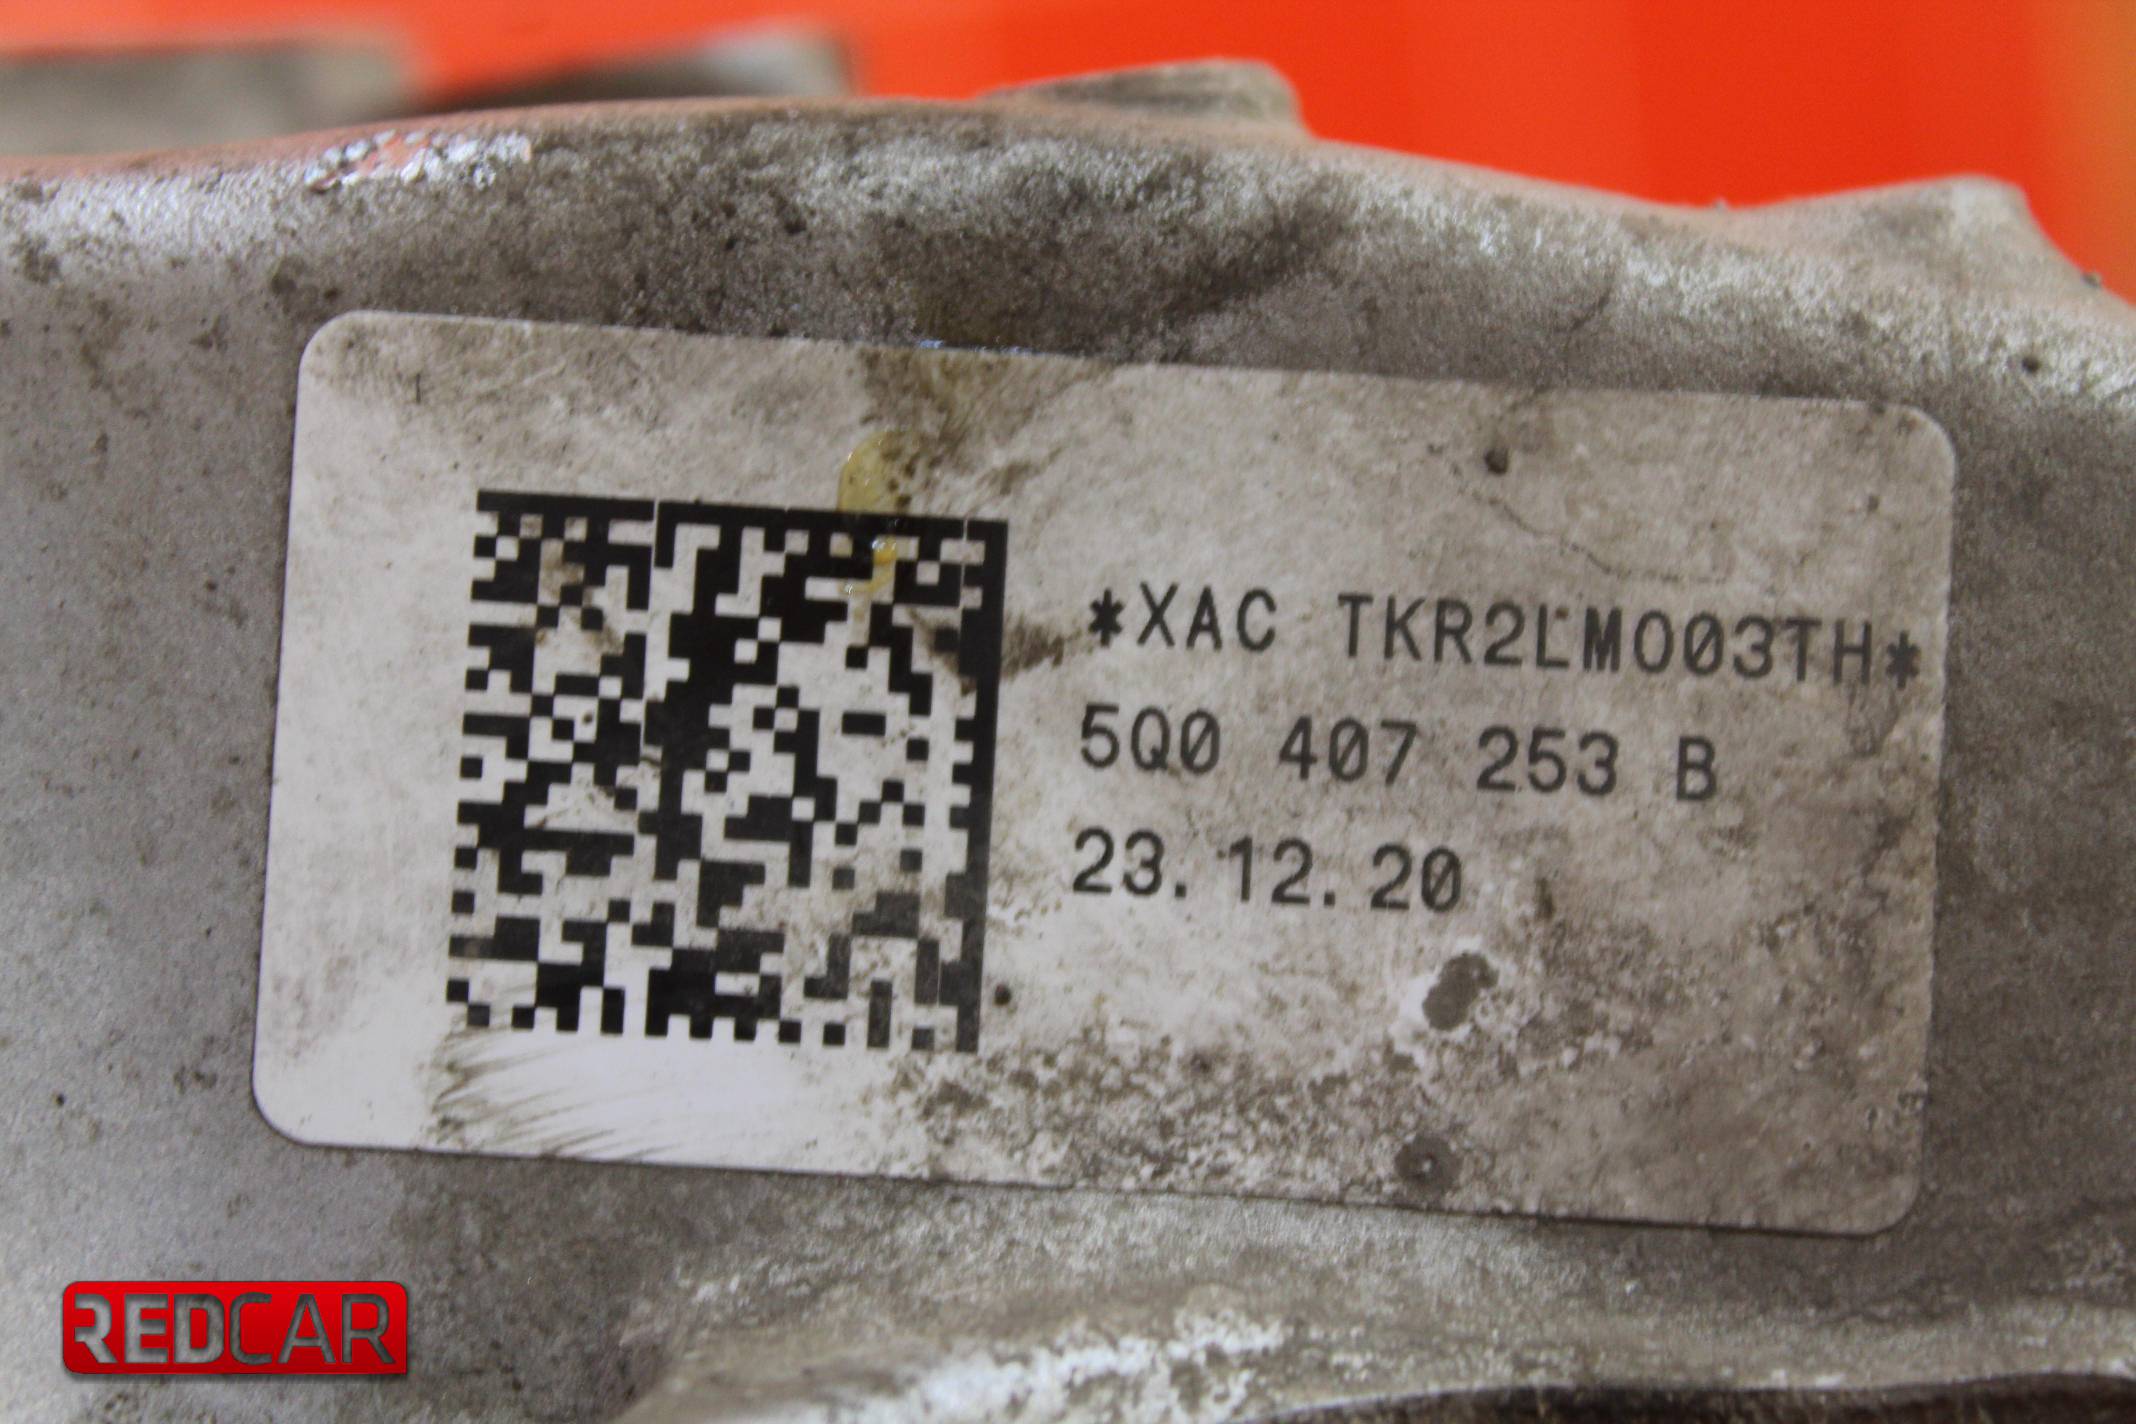 *XAC TKR2LM003TH*
5Q0 407 253 B
23.12.20
REDCAR